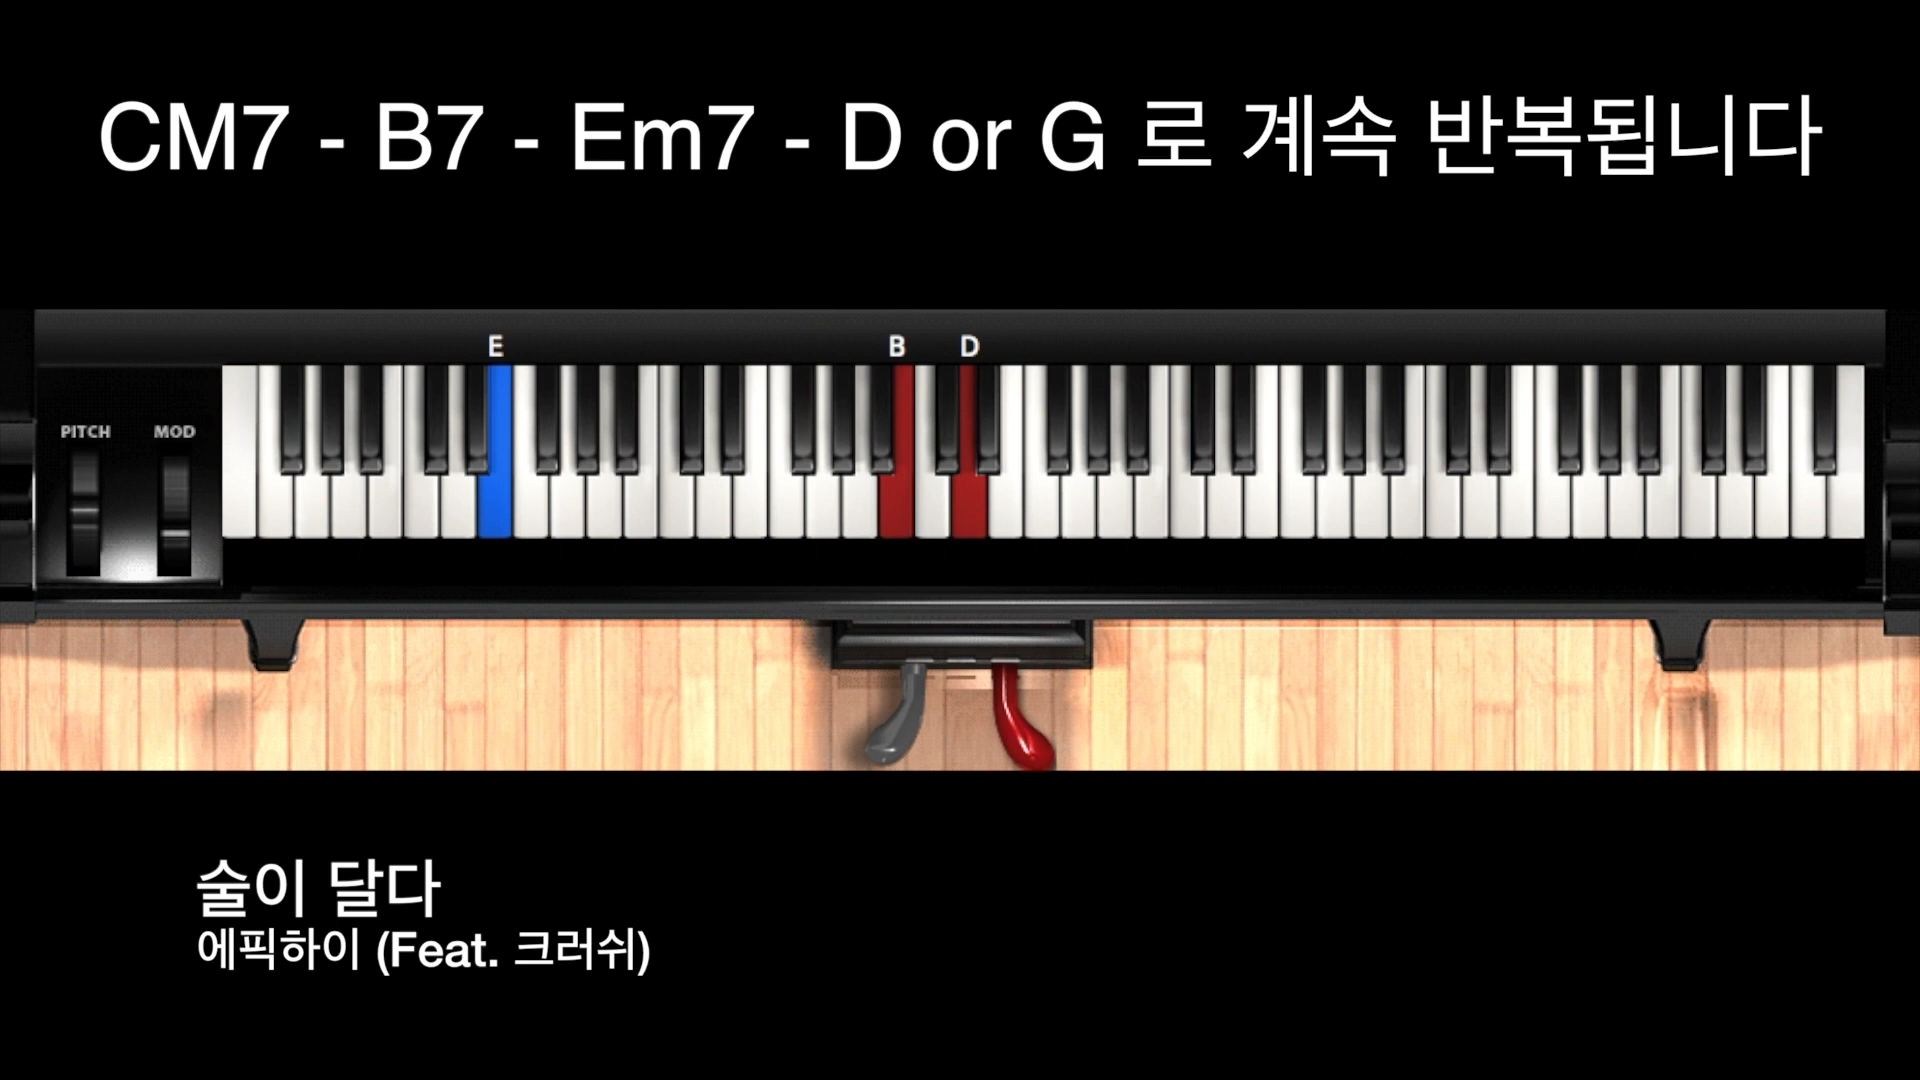 CM7 - B7 - Em7 - D or G 로 계속 반복됩니다
E B D
PITCH MOD
술이 달다
에픽하이 (Feat. 크러쉬)